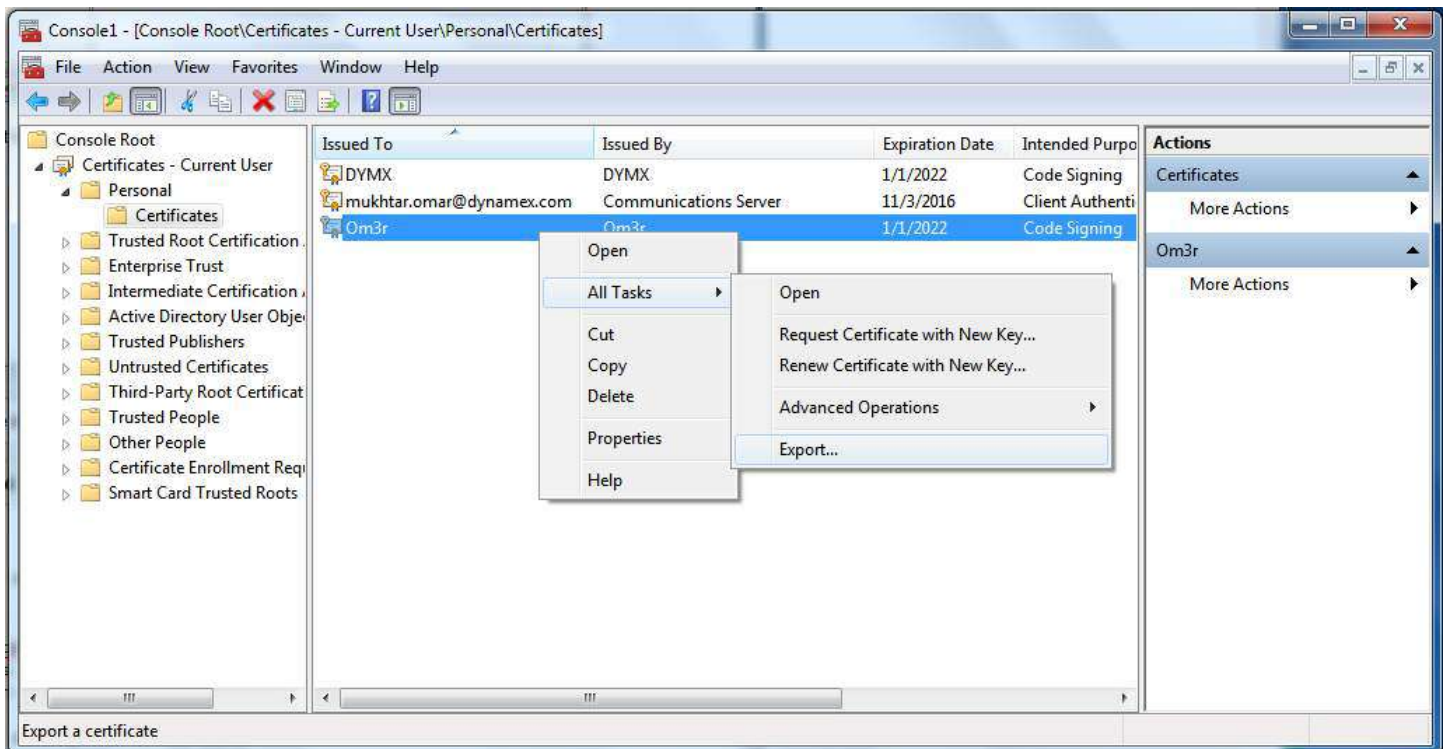 Console1 - [Console Root\Certificates - Current User\Personal\Certificates]
File Action View Favorites Window Help
Console Root
Certificates - Current User
Personal
Certificates
Trusted Root Certification
Enterprise Trust
Intermediate Certification
Active Directory User Obje
Trusted Publishers
Untrusted Certificates
Third-Party Root Certificat
Trusted People
Other People
Certificate Enrollment Requ
Smart Card Trusted Roots
Issued To Issued By Expiration Date Intended Purpo
DYMX DYMX 1/1/2022 Code Signing
mukhtar.omar@dynamex.com Communications Server 11/3/2016 Client Authenti
Om3r Om3r 1/1/2022 Code Signing
Open
All Tasks
Cut
Copy
Delete
Properties
Help
Open
Request Certificate with New Key...
Renew Certificate with New Key...
Advanced Operations
Export...
Actions
Certificates
More Actions
Om3r
More Actions
Export a certificate